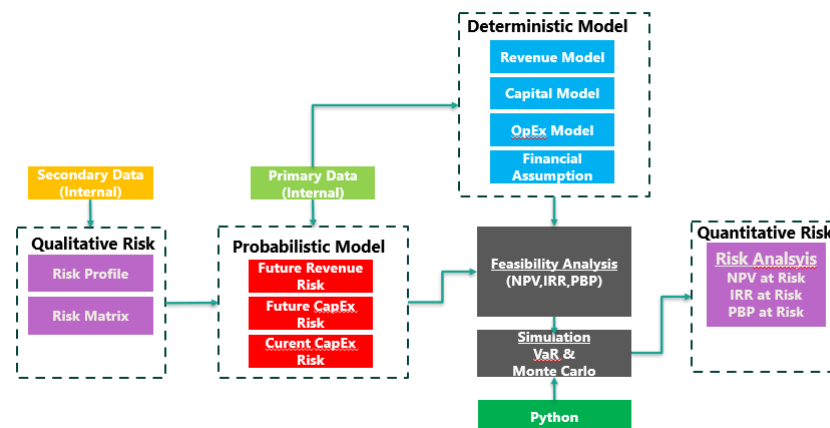 Deterministic Model
Revenue Model
Capital Model
OpEx Model
Financial
Assumption
Secondary Data
(Internal)
Primary Data
(Internal)
Qualitative Risk
Risk Profile
Risk Matrix
Probabilistic Model
Future Revenue
Risk
Future CapEx
Risk
Curent CapEx
Risk
Feasibility Analysis
(NPV,IRR,PBP)
Simulation
VaR &
Monte Carlo
Python
Quantitative Risk
Risk Analsyis
NPV at Risk
IRR at Risk
PBP at Risk